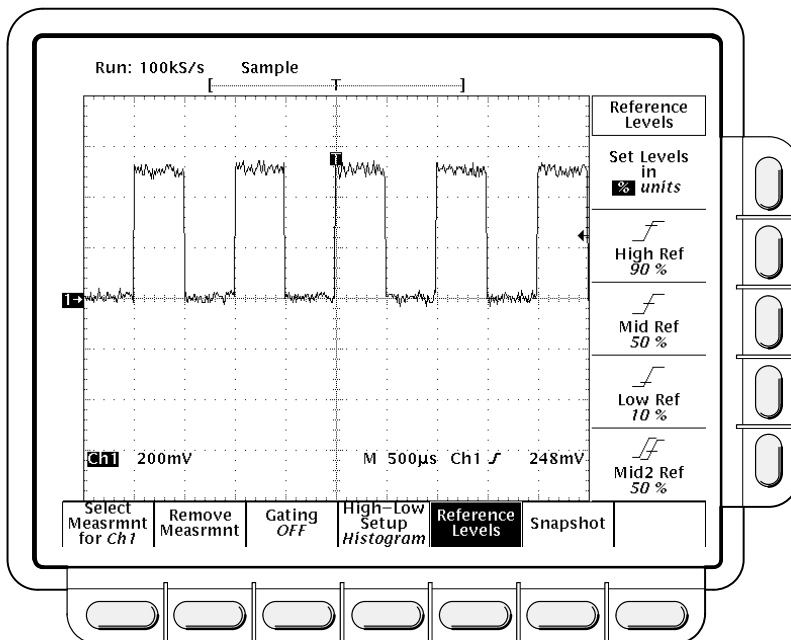 Run: 100kS/s Sample
[ T ]
Reference
Levels
Set Levels
in
% units
T
High Ref
90 %
1→
Mid Ref
50 %
Low Ref
10 %
Ch1 200mV M 500µs Ch1 248mV
Mid2 Ref
50 %
Select
Measrmnt
for Ch1
Remove
Measrmnt
Gating
OFF
High–Low
Setup
Histogram
Reference
Levels
Snapshot